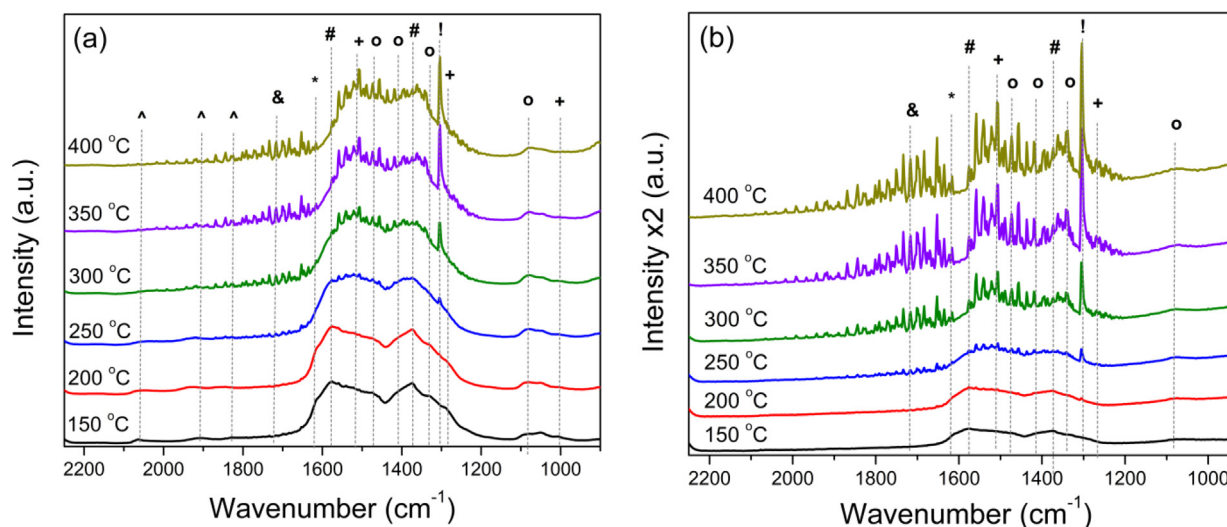 (a)
# # !
+ o o o +
^ ^ ^ & * o +
400 °C
350 °C
300 °C
250 °C
200 °C
150 °C
Intensity (a.u.)
2200 2000 1800 1600 1400 1200 1000
Wavenumber (cm-1)
(b)
# # !
+ o o o +
& * o
400 °C
350 °C
300 °C
250 °C
200 °C
150 °C
Intensity x2 (a.u.)
2200 2000 1800 1600 1400 1200 1000
Wavenumber (cm-1)